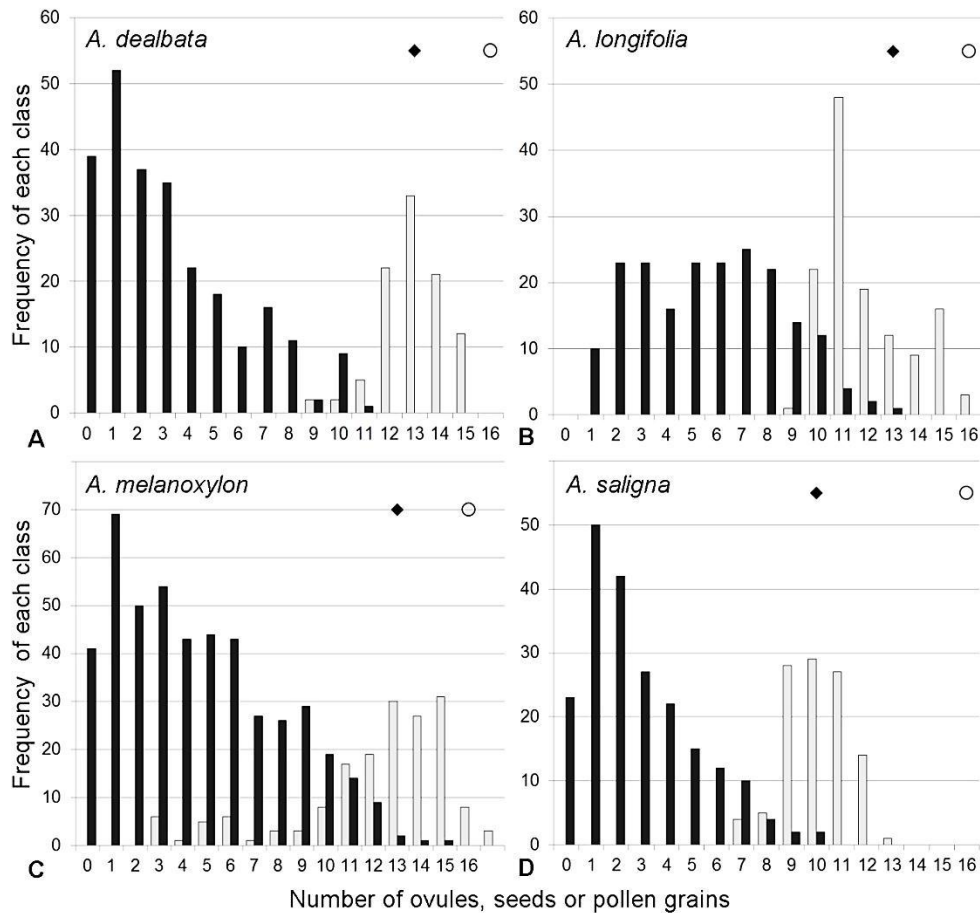 60
50
40
30
20
10
0
A. dealbata
Frequency of each class
A
0 1 2 3 4 5 6 7 8 9 10 11 12 13 14 15 16
60
50
40
30
20
10
0
A. longifolia
B
0 1 2 3 4 5 6 7 8 9 10 11 12 13 14 15 16
70
60
50
40
30
20
10
0
A. melanoxylon
Frequency of each class
C
0 1 2 3 4 5 6 7 8 9 10 11 12 13 14 15 16
50
40
30
20
10
0
A. saligna
D
0 1 2 3 4 5 6 7 8 9 10 11 12 13 14 15 16
Number of ovules, seeds or pollen grains